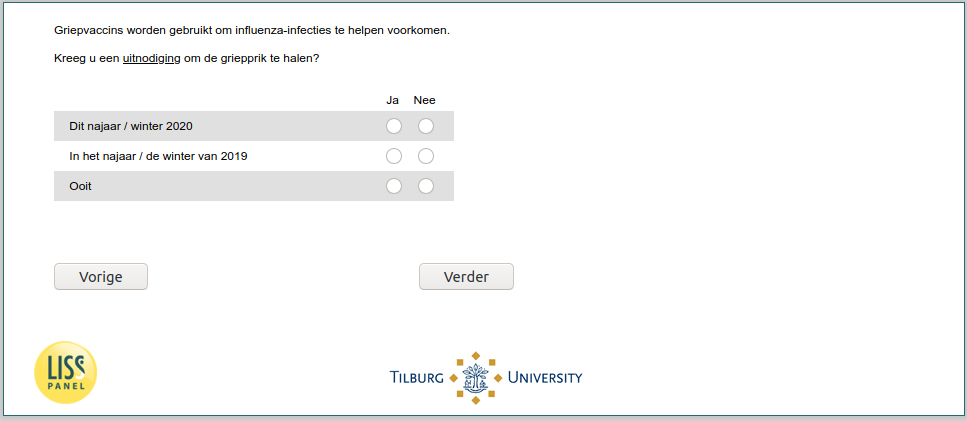 Griepvaccins worden gebruikt om influenza-infecties te helpen voorkomen.
Kreeg u een uitnodiging om de griepprik te halen?
Ja Nee
Dit najaar / winter 2020
In het najaar / de winter van 2019
Ooit
Vorige Verder
LISS
PANEL
TILBURG UNIVERSITY